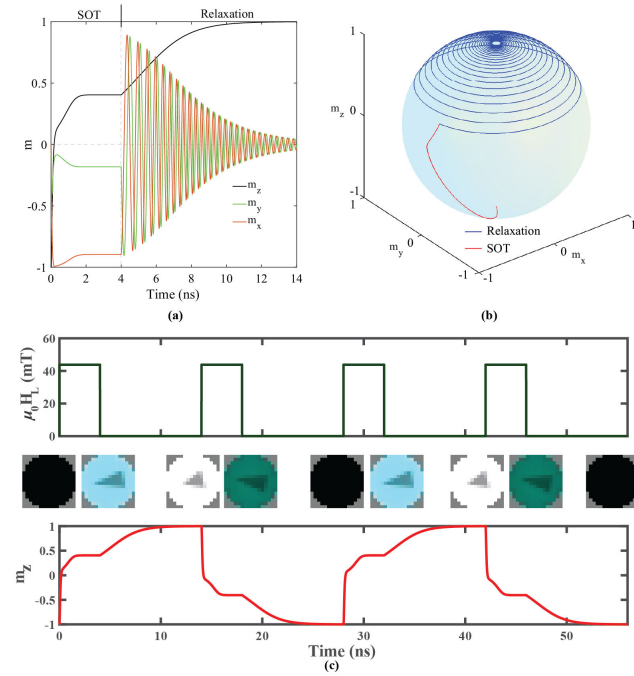 SOT Relaxation
1
0.5
0
-0.5
-1
m
m_z
m_y
m_x
0 2 4 6 8 10 12 14
Time (ns)
(a)
1
m_z 0
-1
1
m_y 0
-1
-1
0 m_x
1
Relaxation
SOT
(b)
60
40
20
0
μ₀H_L (mT)
1
0.5
0
-0.5
-1
m_z
0 10 20 30 40 50
Time (ns)
(c)